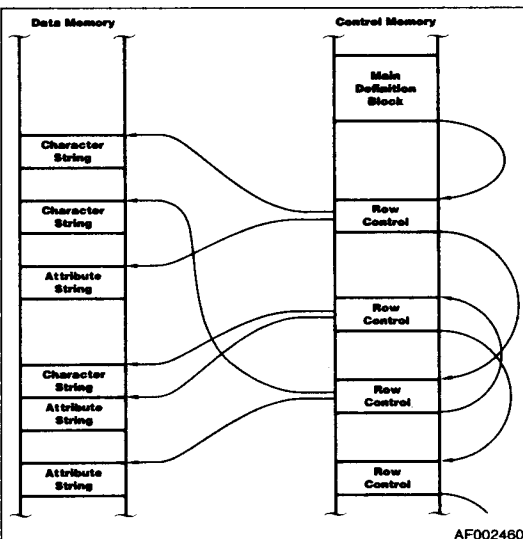 Data Memory
Control Memory
Main
Definition
Block
Character
String
Character
String
Row
Control
Attribute
String
Row
Control
Character
String
Row
Control
Attribute
String
Attribute
String
Row
Control
AF002460